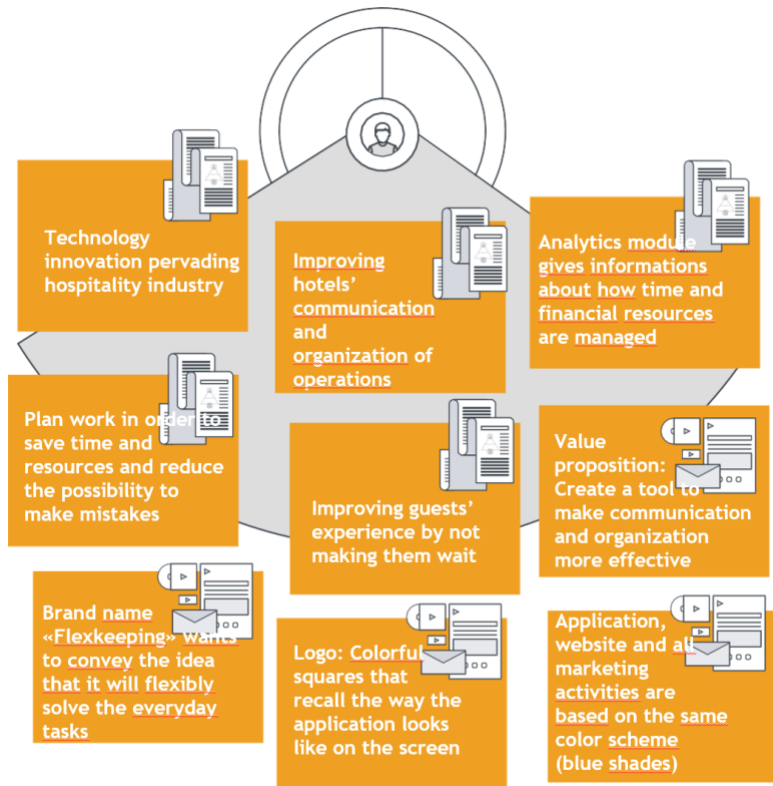 Technology
innovation pervading
hospitality industry
Improving
hotels’
communication
and
organization of
operations
Analytics module
gives informations
about how time and
financial resources
are managed
Plan work in order to
save time and
resources and reduce
the possibility to
make mistakes
Improving guests’
experience by not
making them wait
Value
proposition:
Create a tool to
make communication
and organization
more effective
Brand name
«Flexkeeping» wants
to convey the idea
that it will flexibly
solve the everyday
tasks
Logo: Colorful
squares that
recall the way the
application looks
like on the screen
Application,
website and all
marketing
activities are
based on the same
color scheme
(blue shades)